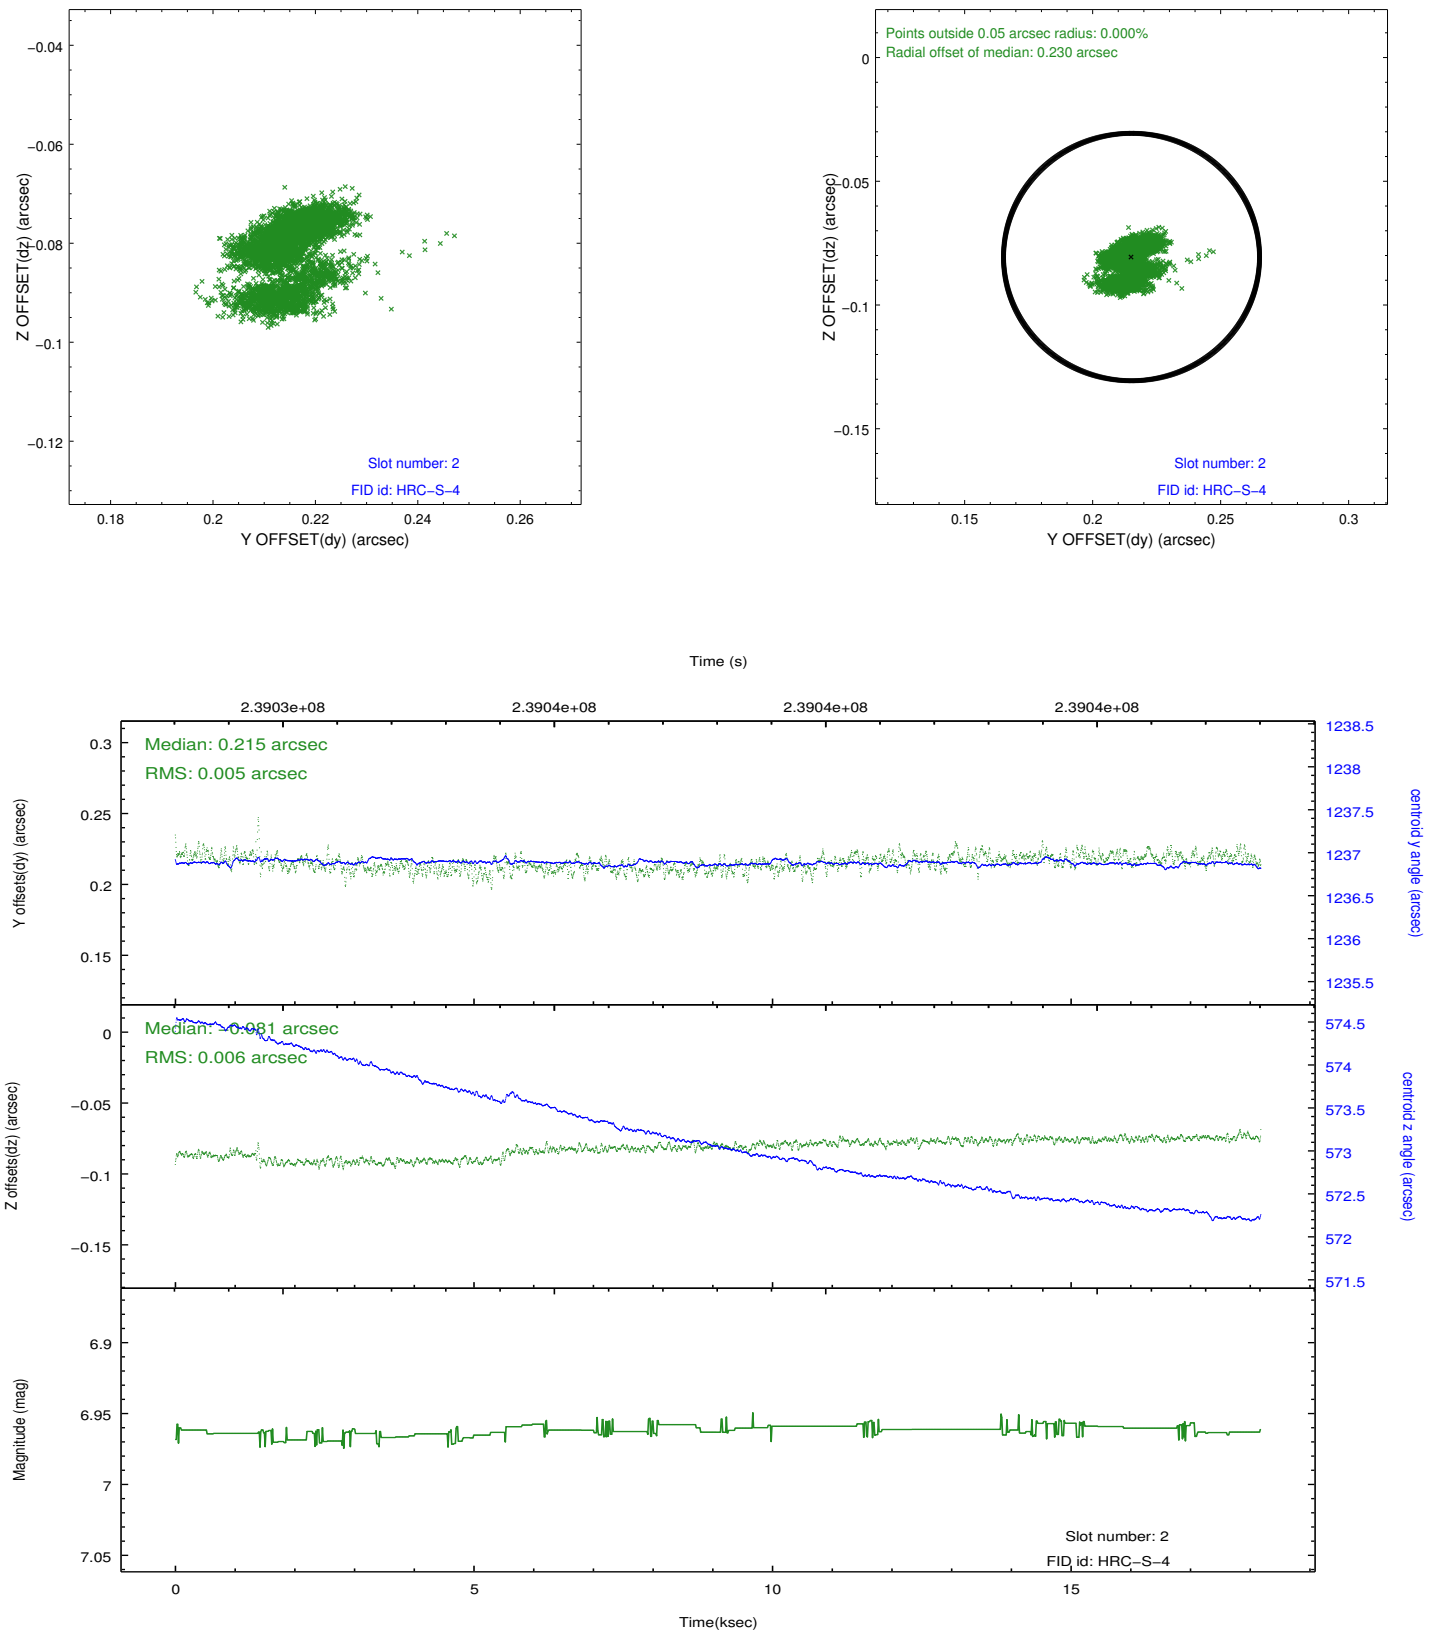 −0.04
−0.06
−0.08
−0.1
−0.12
Z OFFSET(dz) (arcsec)
Slot number: 2
FID id: HRC−S−4
0.18 0.2 0.22 0.24 0.26
Y OFFSET(dy) (arcsec)
Points outside 0.05 arcsec radius: 0.000%
Radial offset of median: 0.230 arcsec
0
−0.05
−0.1
−0.15
Z OFFSET(dz) (arcsec)
Slot number: 2
FID id: HRC−S−4
0.15 0.2 0.25 0.3
Y OFFSET(dy) (arcsec)
Time (s)
2.3903e+08 2.3904e+08 2.3904e+08 2.3904e+08
Median: 0.215 arcsec
RMS: 0.005 arcsec
0.3
0.25
0.2
0.15
Y offsets(dy) (arcsec)
1238.5
1238
1237.5
1237
1236.5
1236
1235.5
centroid y angle (arcsec)
Median: −0.081 arcsec
RMS: 0.006 arcsec
0
−0.05
−0.1
−0.15
Z offsets(dz) (arcsec)
574.5
574
573.5
573
572.5
572
571.5
centroid z angle (arcsec)
6.9
6.95
7
7.05
Magnitude (mag)
Slot number: 2
FID id: HRC−S−4
0 5 10 15
Time(ksec)